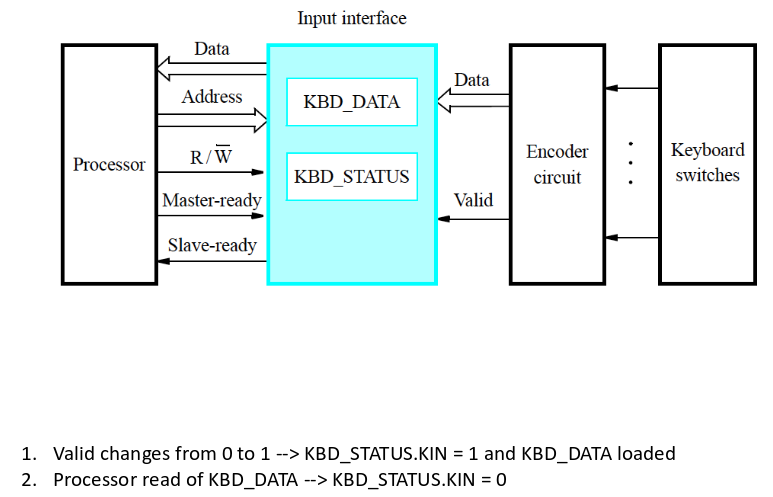 Input interface
Data
Address
R / W̅
Master-ready
Slave-ready
Processor
KBD_DATA
KBD_STATUS
Data
Valid
Encoder
circuit
Keyboard
switches
1. Valid changes from 0 to 1 --> KBD_STATUS.KIN = 1 and KBD_DATA loaded
2. Processor read of KBD_DATA --> KBD_STATUS.KIN = 0